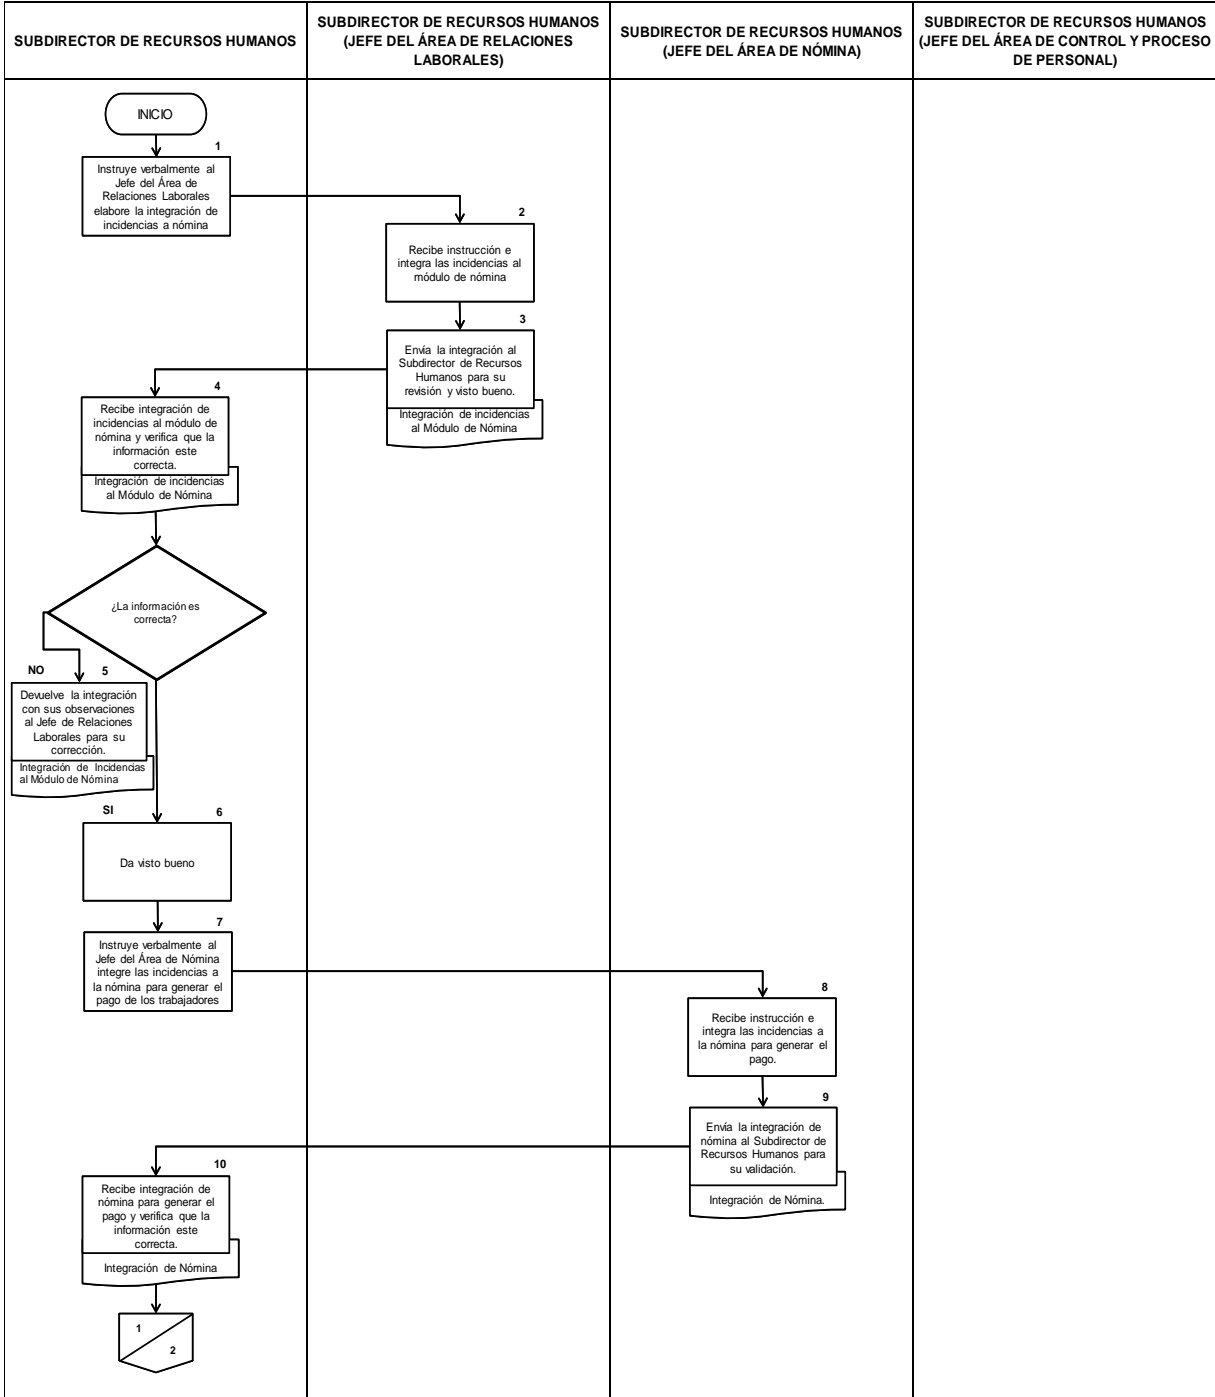 SUBDIRECTOR DE RECURSOS HUMANOS
SUBDIRECTOR DE RECURSOS HUMANOS
(JEFE DEL ÁREA DE RELACIONES
LABORALES)
SUBDIRECTOR DE RECURSOS HUMANOS
(JEFE DEL ÁREA DE NÓMINA)
SUBDIRECTOR DE RECURSOS HUMANOS
(JEFE DEL ÁREA DE CONTROL Y PROCESO
DE PERSONAL)
INICIO
1
Instruye verbalmente al
Jefe del Área de
Relaciones Laborales
elabore la integración de
incidencias a nómina
2
Recibe instrucción e
integra las incidencias al
módulo de nómina
3
Envía la integración al
Subdirector de Recursos
Humanos para su
revisión y visto bueno.
Integración de incidencias
al Módulo de Nómina
4
Recibe integración de
incidencias al módulo de
nómina y verifica que la
información este
correcta.
Integración de incidencias
al Módulo de Nómina
¿La información es
correcta?
NO
5
Devuelve la integración
con sus observaciones
al Jefe de Relaciones
Laborales para su
corrección.
Integración de Incidencias
al Módulo de Nómina
SI
6
Da visto bueno
7
Instruye verbalmente al
Jefe del Área de Nómina
integre las incidencias a
la nómina para generar el
pago de los trabajadores
8
Recibe instrucción e
integra las incidencias a
la nómina para generar el
pago.
9
Envía la integración de
nómina al Subdirector de
Recursos Humanos para
su validación.
Integración de Nómina.
10
Recibe integración de
nómina para generar el
pago y verifica que la
información este
correcta.
Integración de Nómina
1
2